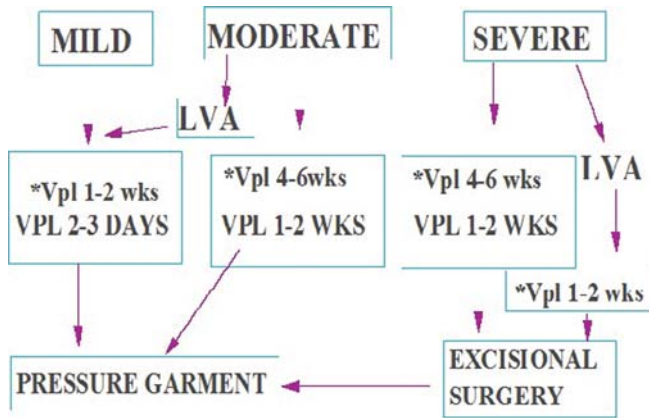 MILD
MODERATE
SEVERE
LVA
*Vpl 1-2 wks
VPL 2-3 DAYS
*Vpl 4-6wks
VPL 1-2 WKS
*Vpl 4-6 wks
VPL 1-2 WKS
LVA
*Vpl 1-2 wks
PRESSURE GARMENT
EXCISIONAL
SURGERY